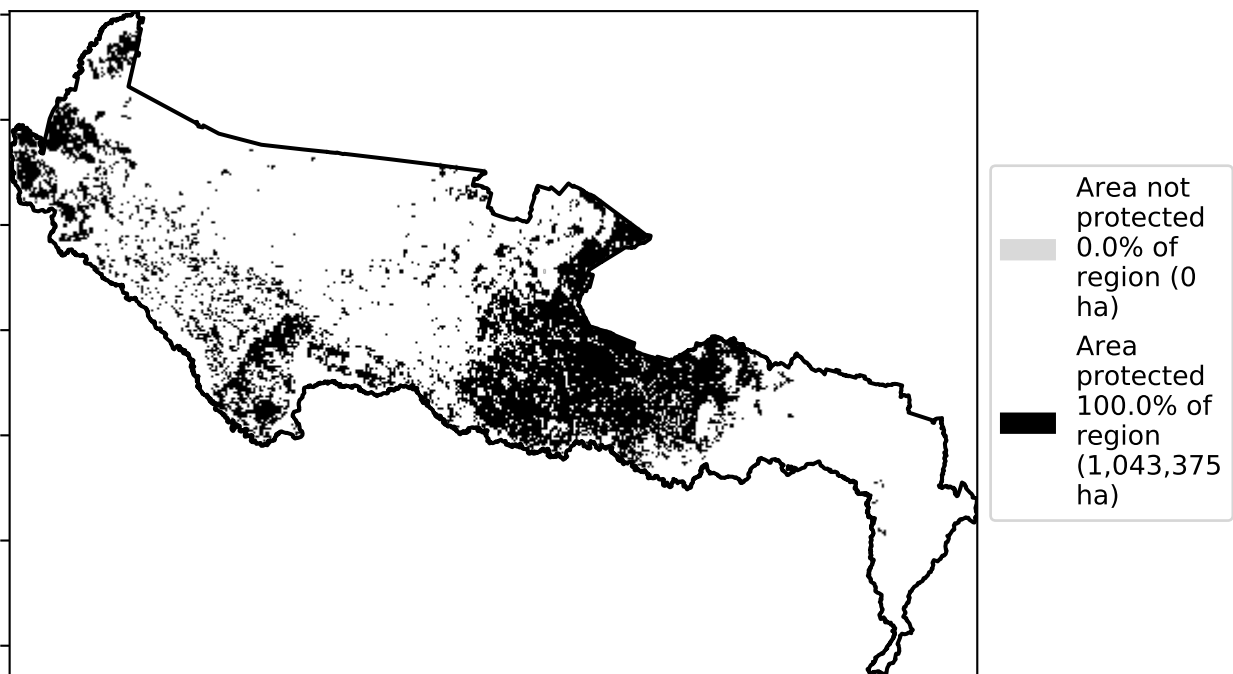 Area not
protected
0.0% of
region (0
ha)
Area
protected
100.0% of
region
(1,043,375
ha)